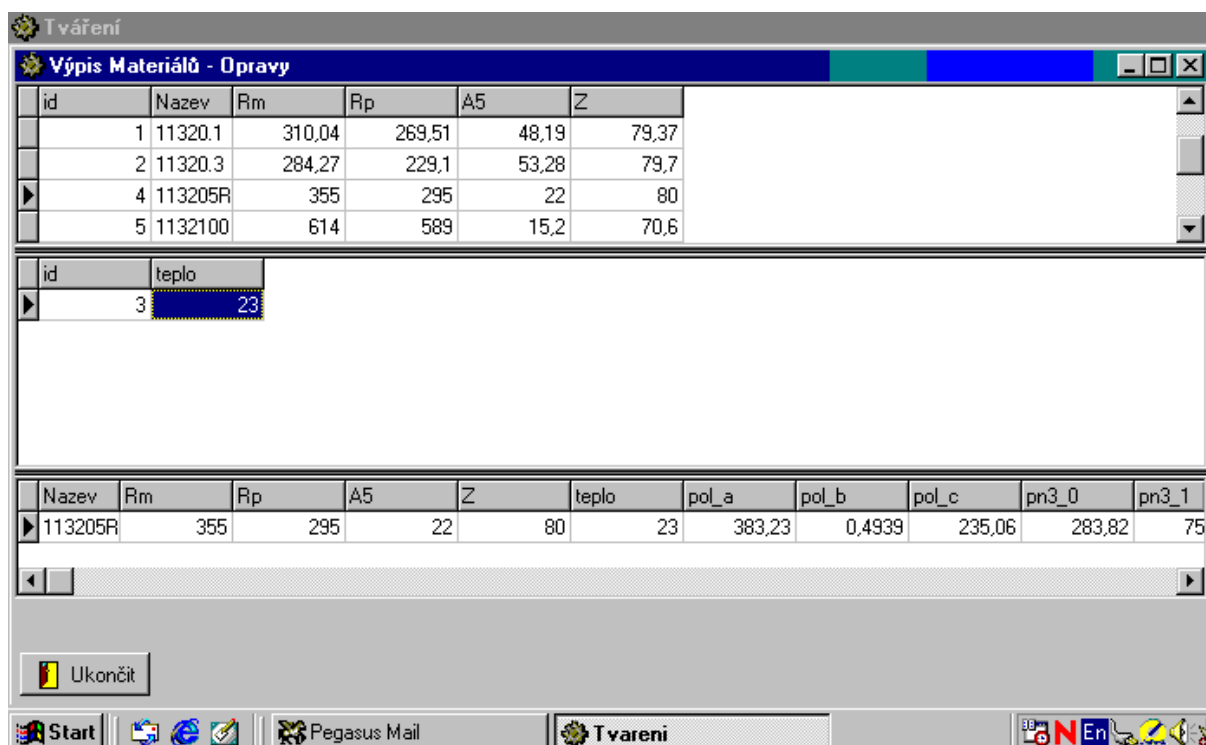 Tváření
Výpis Materiálů - Opravy
id Nazev Rm Rp A5 Z
1 11320.1 310,04 269,51 48,19 79,37
2 11320.3 284,27 229,1 53,28 79,7
4 113205R 355 295 22 80
5 1132100 614 589 15,2 70,6
id teplo
3 23
Nazev Rm Rp A5 Z teplo pol_a pol_b pol_c pn3_0 pn3_1
113205R 355 295 22 80 23 383,23 0,4939 235,06 283,82 75
Ukončit
Start Pegasus Mail Tvareni N En